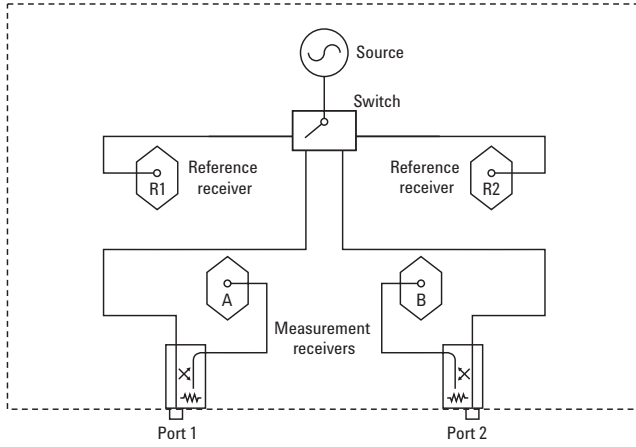 Source
Switch
Reference
receiver
R1
Reference
receiver
R2
A
B
Measurement
receivers
Port 1
Port 2